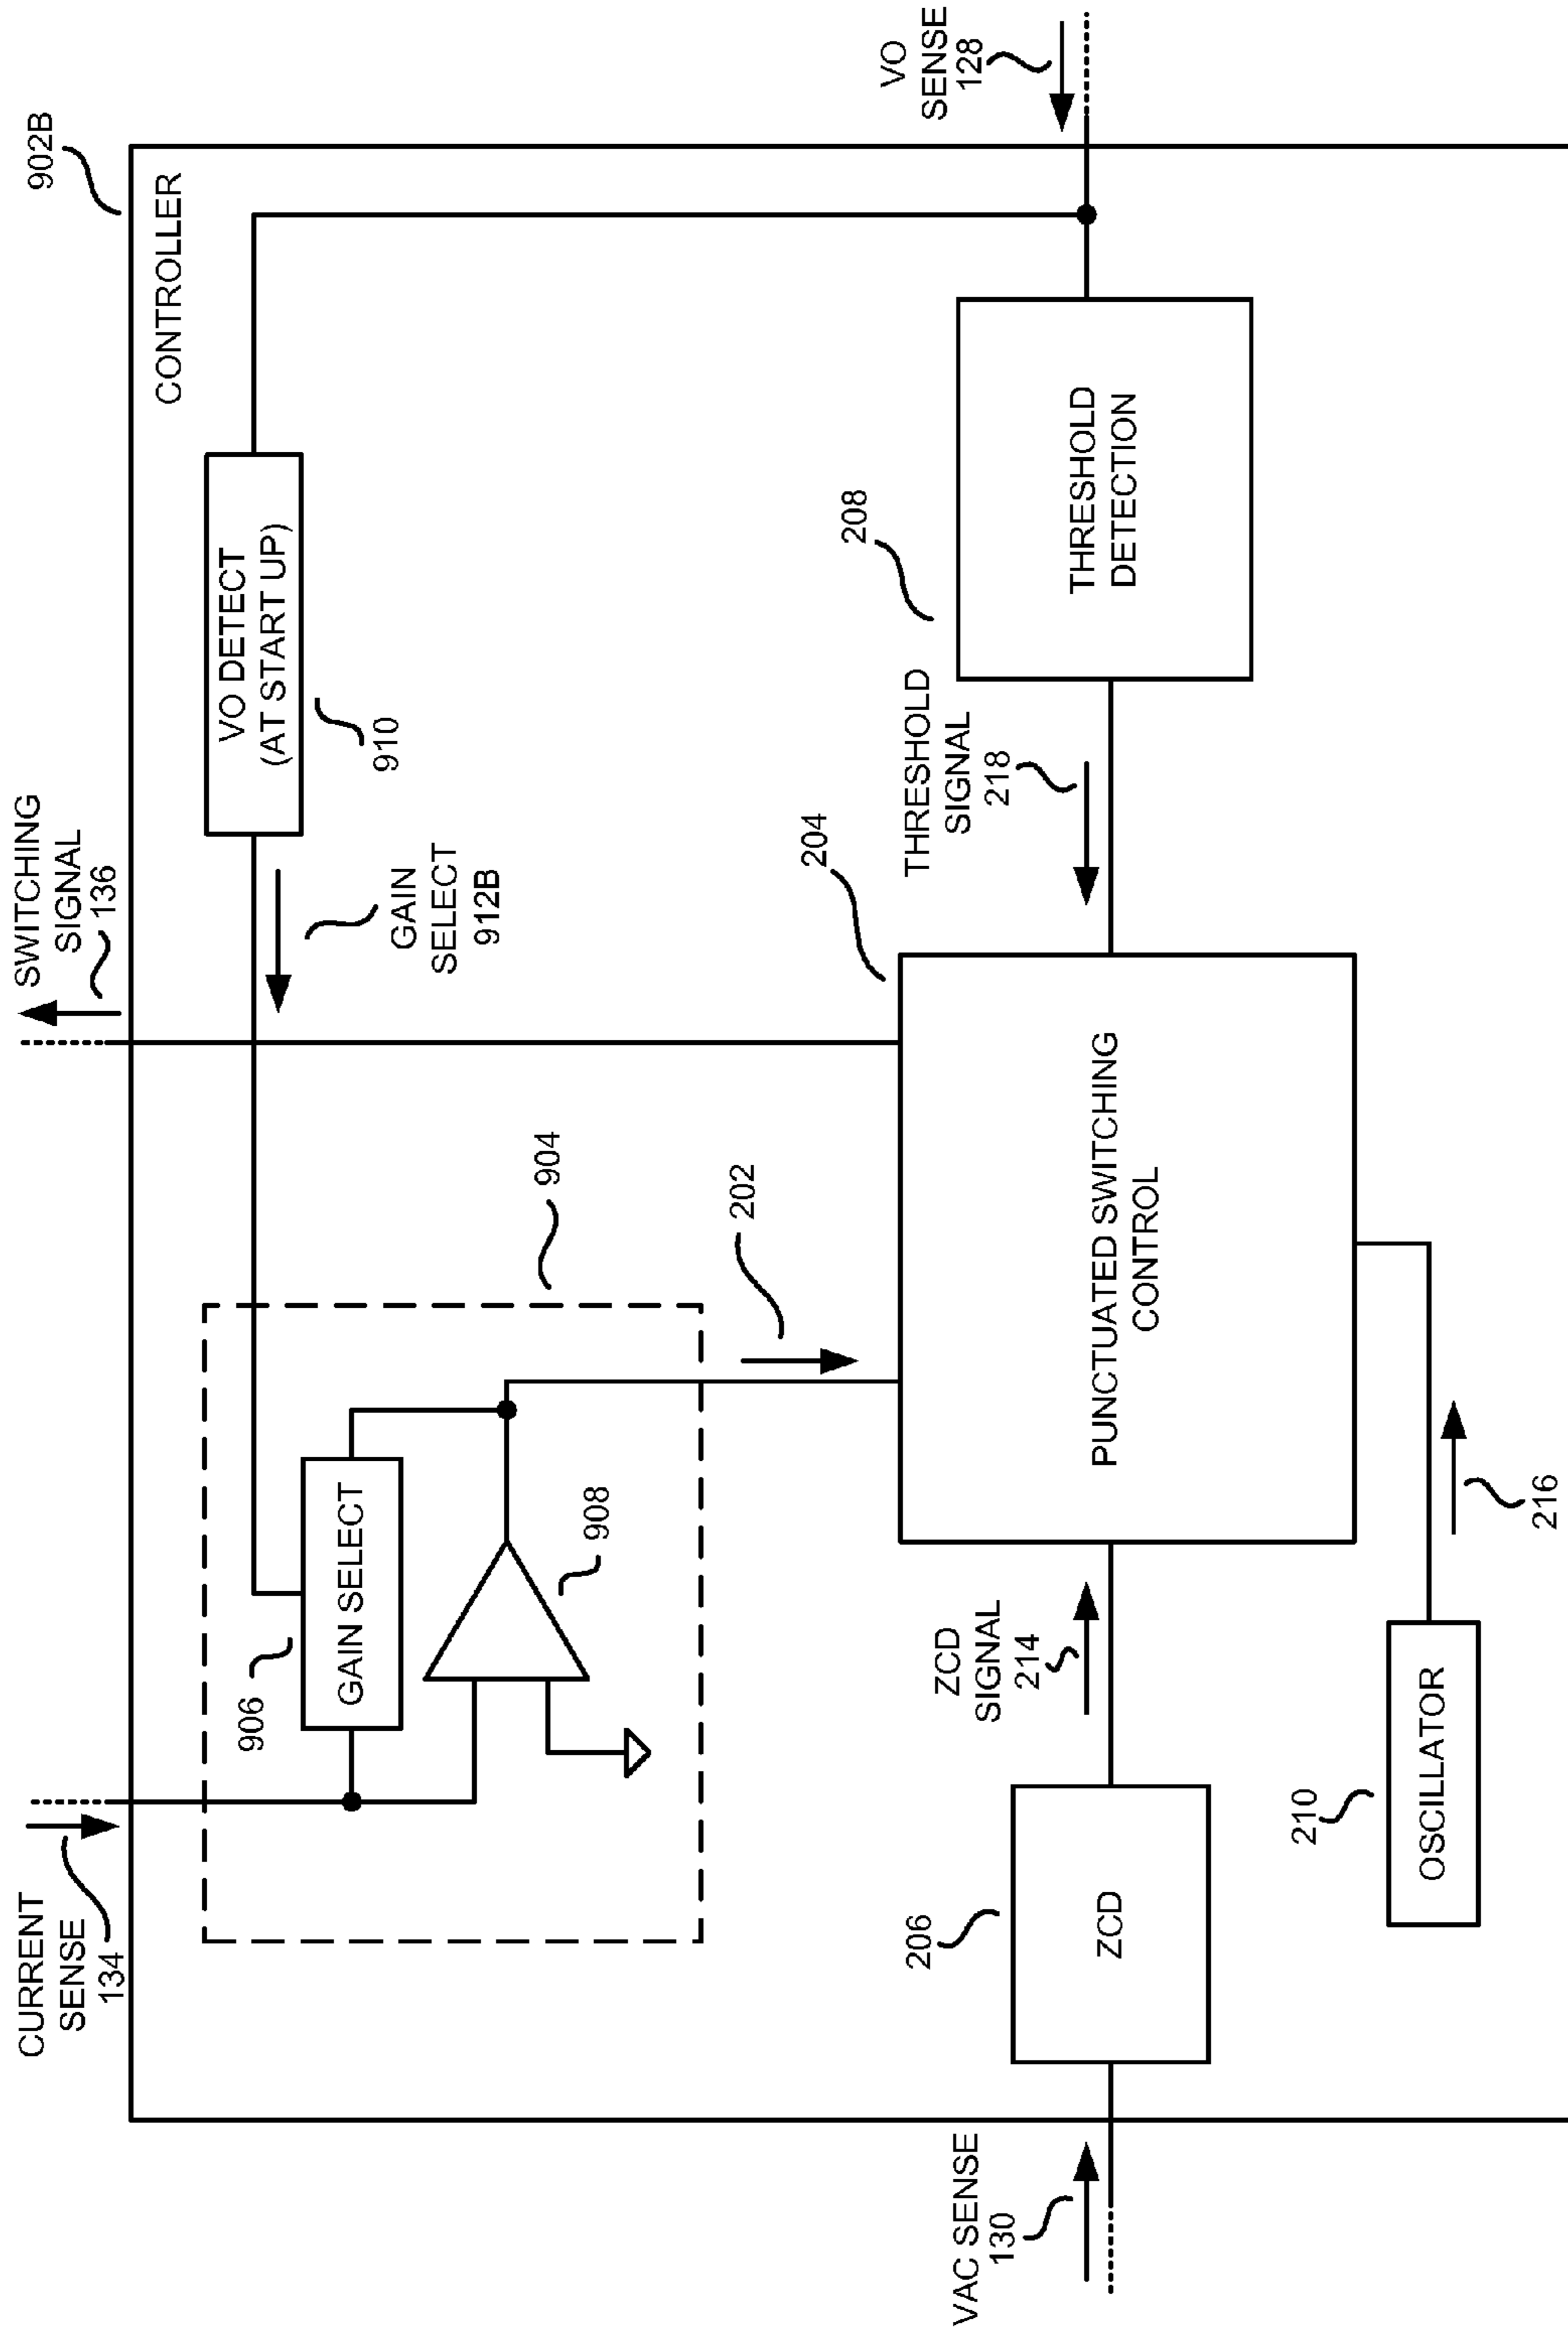 CURRENT
SENSE
134
SWITCHING
SIGNAL
136
902B
CONTROLLER
906
GAIN SELECT
908
904
GAIN
SELECT
912B
VO DETECT
(AT START UP)
910
202
VAC SENSE
130
206
ZCD
ZCD
SIGNAL
214
204
PUNCTUATED SWITCHING
CONTROL
THRESHOLD
SIGNAL
218
208
THRESHOLD
DETECTION
VO
SENSE
128
210
OSCILLATOR
216